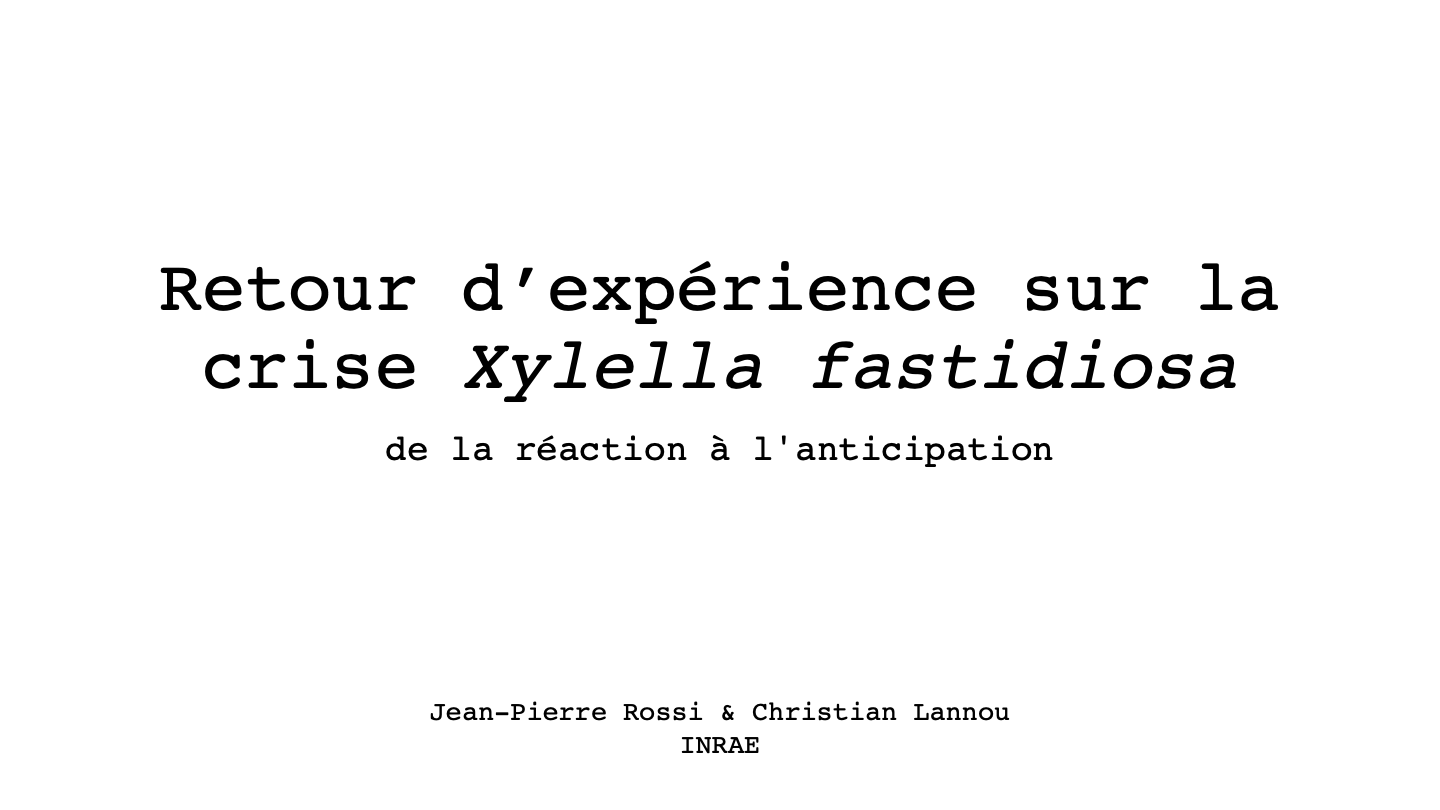 Retour d’expérience sur la
crise Xylella fastidiosa
de la réaction à l'anticipation
Jean-Pierre Rossi & Christian Lannou
INRAE